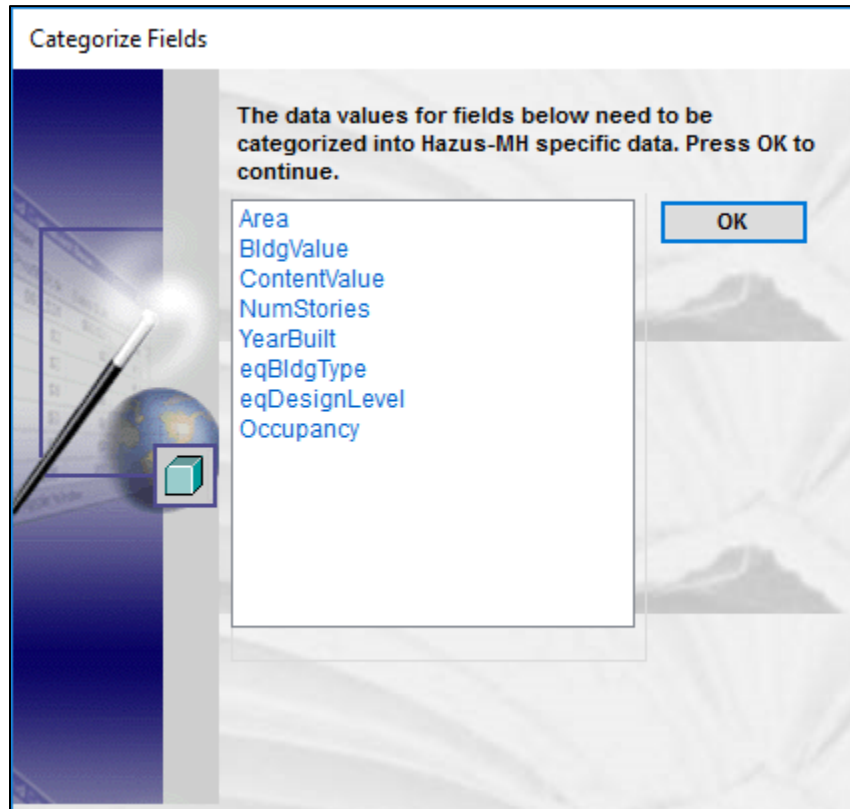 Categorize Fields
The data values for fields below need to be
categorized into Hazus-MH specific data. Press OK to
continue.
Area
BldgValue
ContentValue
NumStories
YearBuilt
eqBldgType
eqDesignLevel
Occupancy
OK